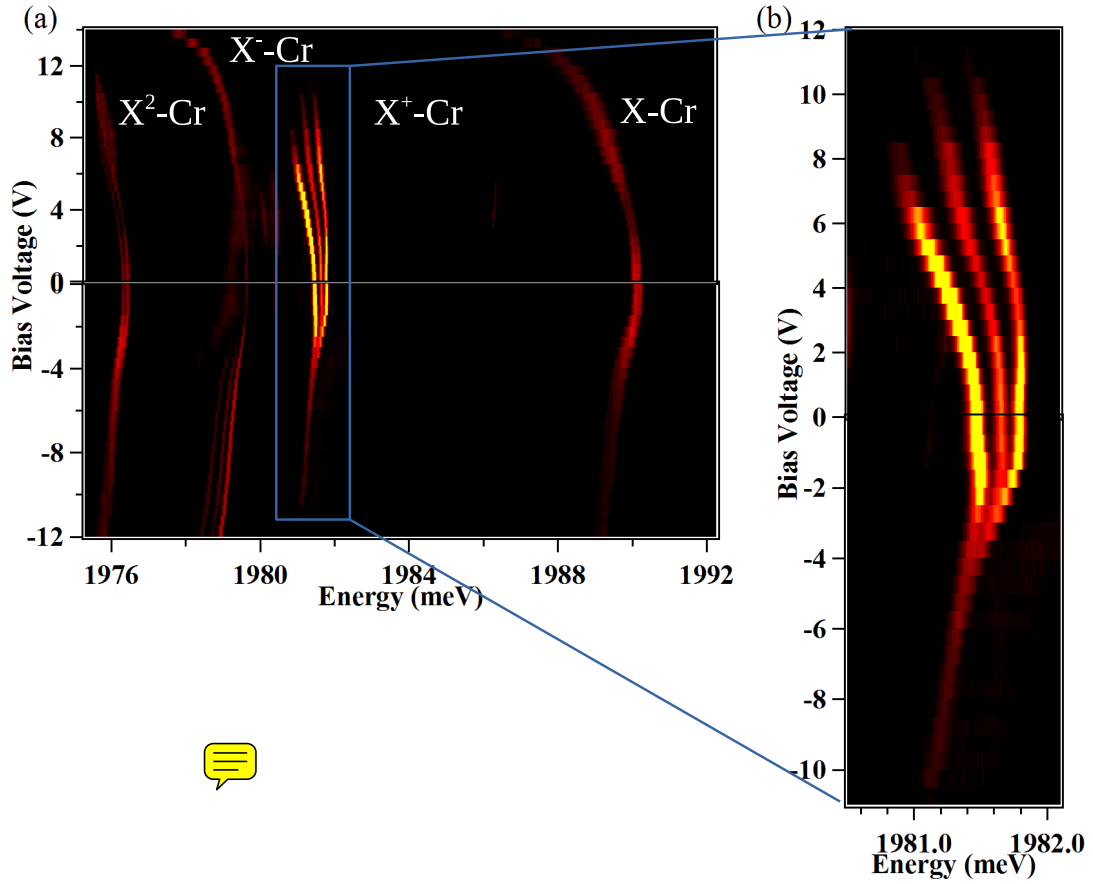 (a)
(b)
X⁻-Cr
X²-Cr
X⁺-Cr
X-Cr
Bias Voltage (V)
12
8
4
0
-4
-8
-12
1976
1980
1984
1988
1992
Energy (meV)
Bias Voltage (V)
12
10
8
6
4
2
0
-2
-4
-6
-8
-10
1981.0
1982.0
Energy (meV)